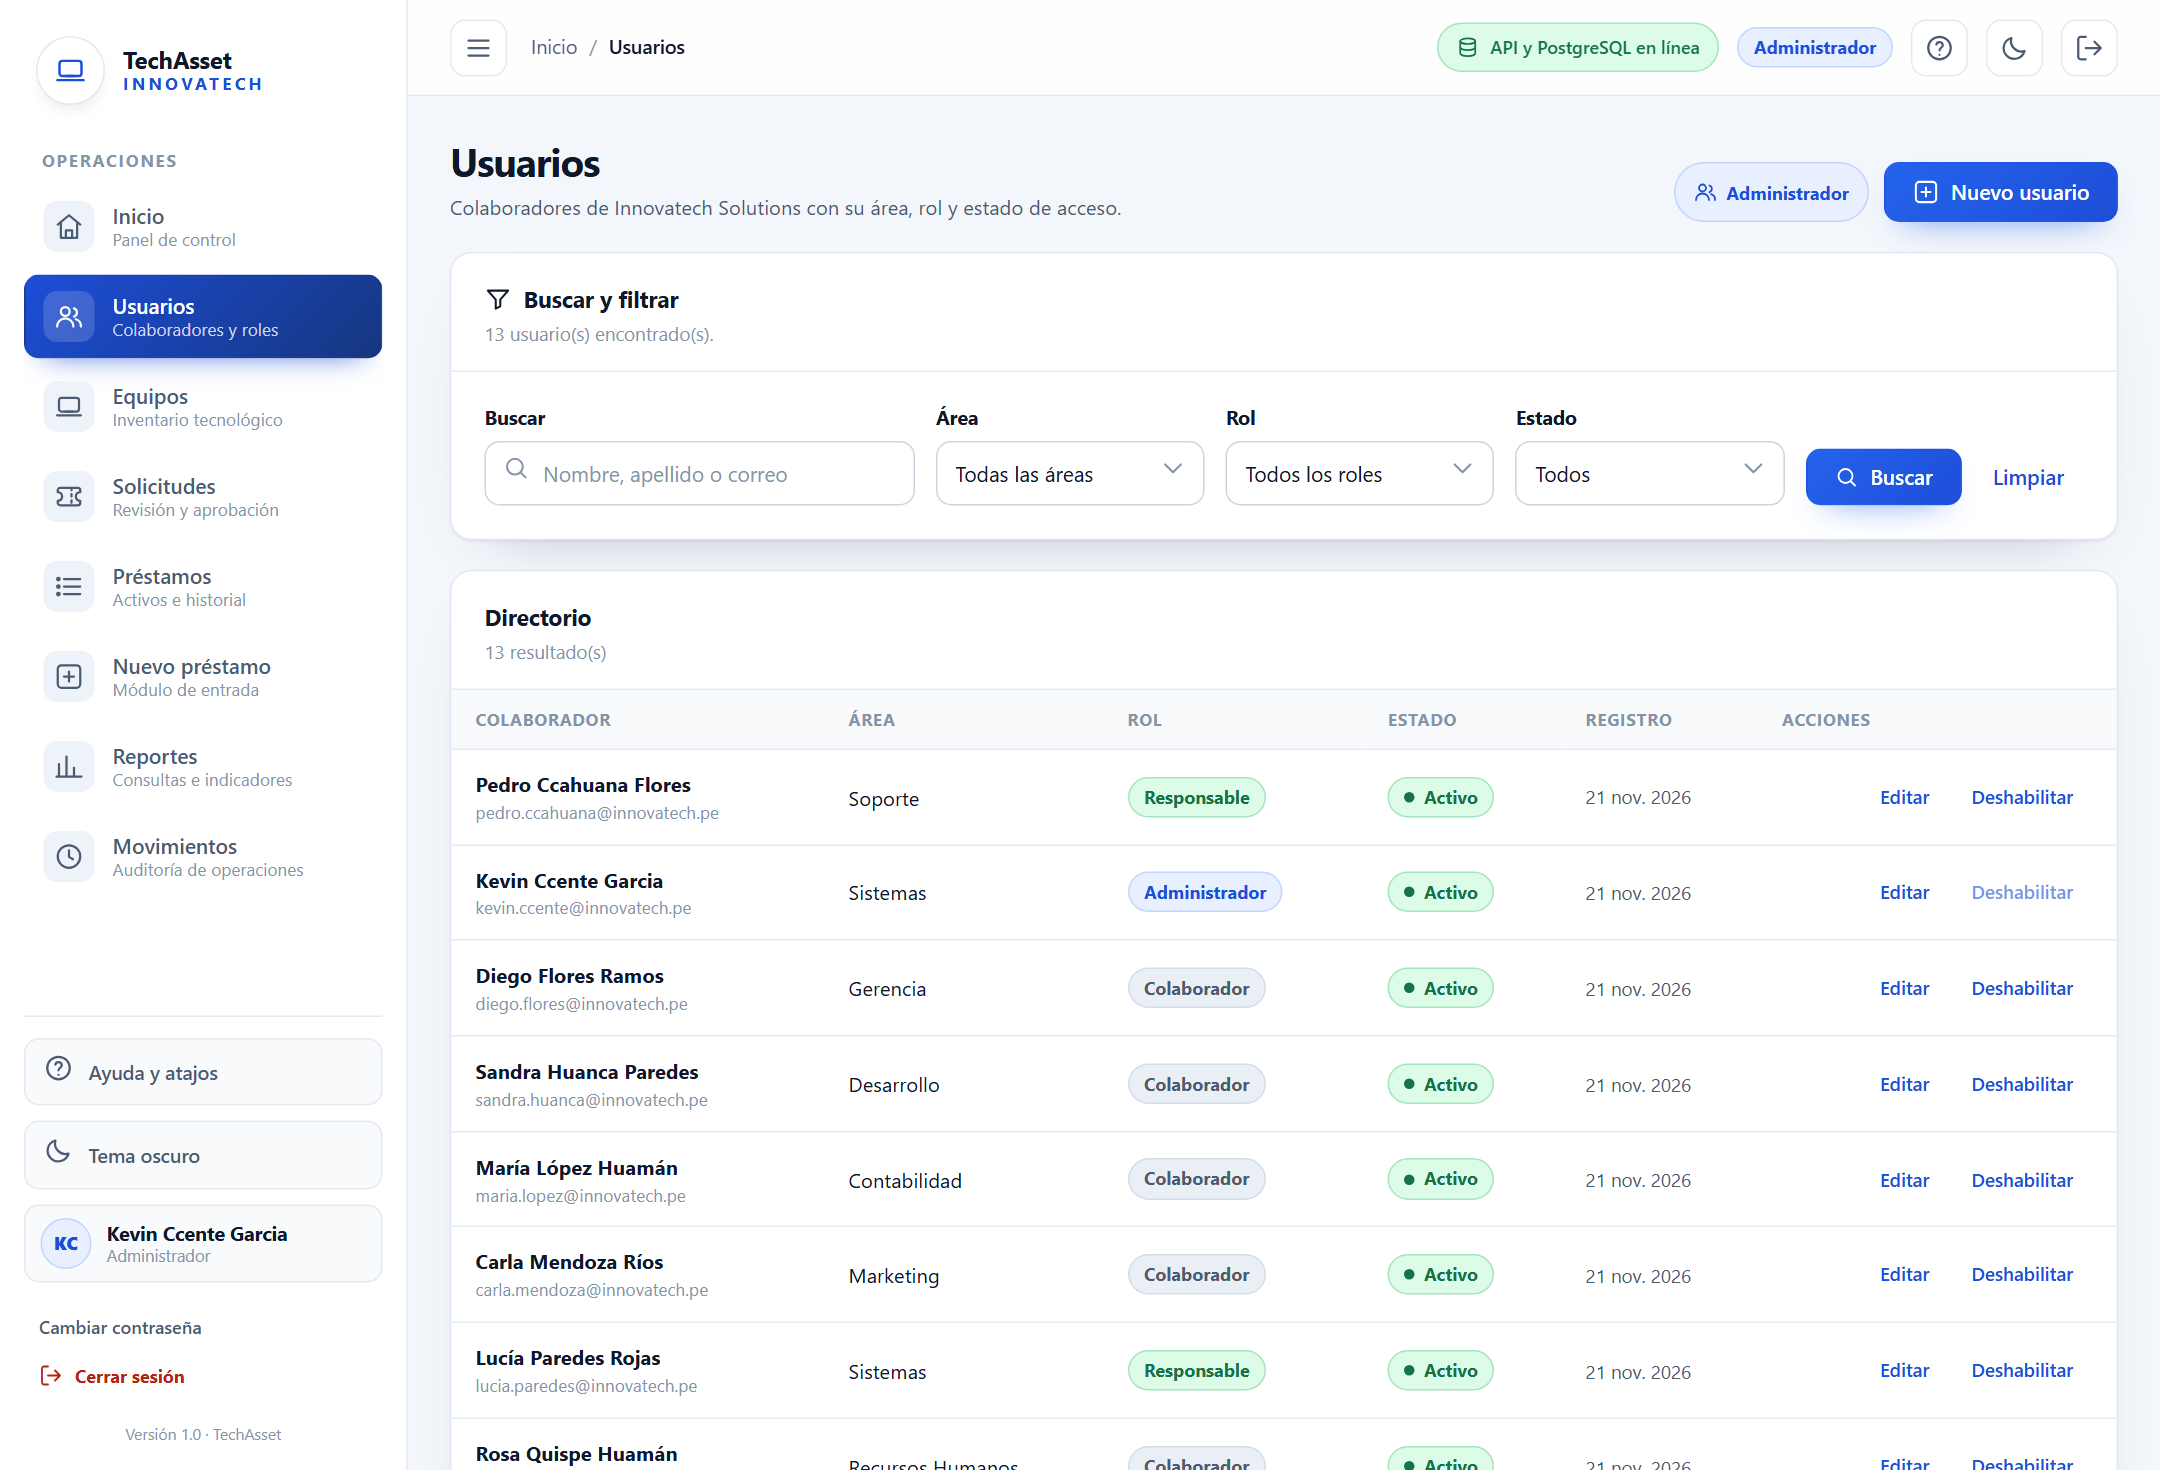 TechAsset
INNOVATECH
OPERACIONES
Inicio
Panel de control
Usuarios
Colaboradores y roles
Equipos
Inventario tecnológico
Solicitudes
Revisión y aprobación
Préstamos
Activos e historial
Nuevo préstamo
Módulo de entrada
Reportes
Consultas e indicadores
Movimientos
Auditoría de operaciones
Ayuda y atajos
Tema oscuro
KC
Kevin Ccente Garcia
Administrador
Cambiar contraseña
Cerrar sesión
Versión 1.0 · TechAsset
Inicio / Usuarios
API y PostgreSQL en línea
Administrador
Usuarios
Colaboradores de Innovatech Solutions con su área, rol y estado de acceso.
Administrador
Nuevo usuario
Buscar y filtrar
13 usuario(s) encontrado(s).
Buscar Área Rol Estado
Nombre, apellido o correo Todas las áreas Todos los roles Todos Buscar Limpiar
Directorio
13 resultado(s)
COLABORADOR ÁREA ROL ESTADO REGISTRO ACCIONES
Pedro Ccahuana Flores
pedro.ccahuana@innovatech.pe
Soporte Responsable Activo 21 nov. 2026 Editar Deshabilitar
Kevin Ccente Garcia
kevin.ccente@innovatech.pe
Sistemas Administrador Activo 21 nov. 2026 Editar Deshabilitar
Diego Flores Ramos
diego.flores@innovatech.pe
Gerencia Colaborador Activo 21 nov. 2026 Editar Deshabilitar
Sandra Huanca Paredes
sandra.huanca@innovatech.pe
Desarrollo Colaborador Activo 21 nov. 2026 Editar Deshabilitar
María López Huamán
maria.lopez@innovatech.pe
Contabilidad Colaborador Activo 21 nov. 2026 Editar Deshabilitar
Carla Mendoza Ríos
carla.mendoza@innovatech.pe
Marketing Colaborador Activo 21 nov. 2026 Editar Deshabilitar
Lucía Paredes Rojas
lucia.paredes@innovatech.pe
Sistemas Responsable Activo 21 nov. 2026 Editar Deshabilitar
Rosa Quispe Huamán
Recursos Humanos Colaborador Activo 21 nov. 2026 Editar Deshabilitar